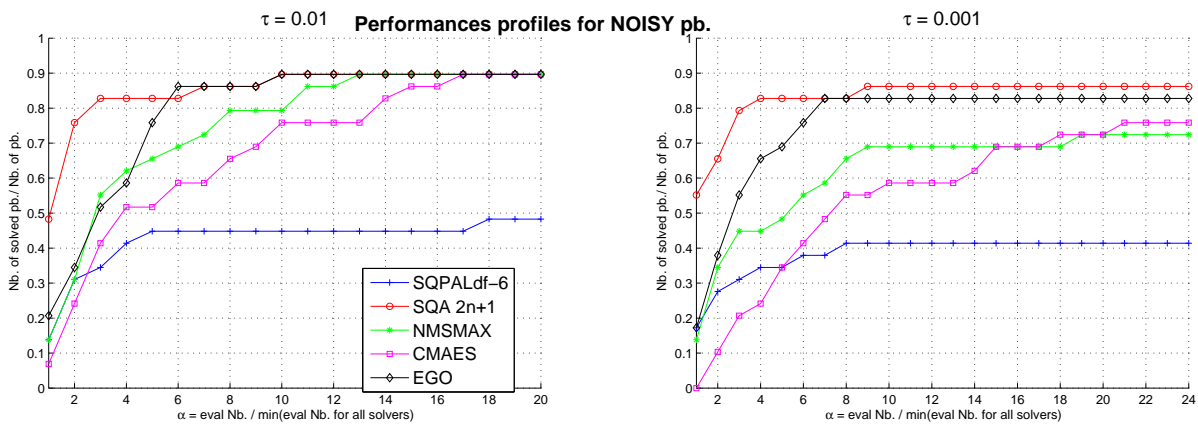 Performances profiles for NOISY pb.
τ = 0.01
Nb. of solved pb./ Nb. of pb.
1
0.9
0.8
0.7
0.6
0.5
0.4
0.3
0.2
0.1
0
2 4 6 8 10 12 14 16 18 20
α = eval Nb. / min(eval Nb. for all solvers)
SQPALdf−6
SQA 2n+1
NMSMAX
CMAES
EGO
τ = 0.001
Nb. of solved pb./ Nb. of pb.
1
0.9
0.8
0.7
0.6
0.5
0.4
0.3
0.2
0.1
0
2 4 6 8 10 12 14 16 18 20 22 24
α = eval Nb. / min(eval Nb. for all solvers)